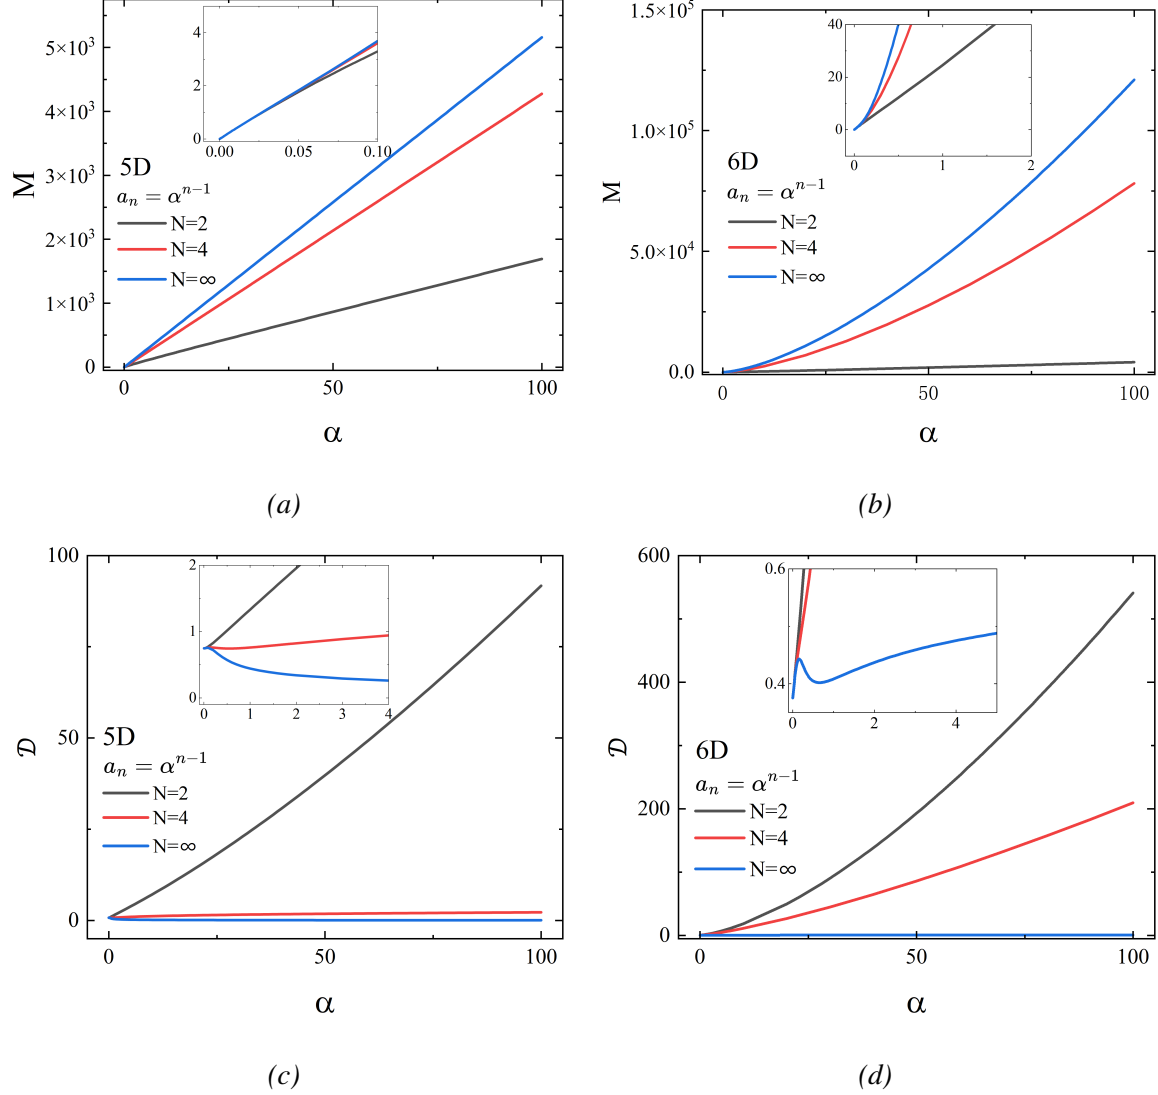 M
5×10³
4×10³
3×10³
2×10³
1×10³
0
0 50 100
α
4
2
0
0.00 0.05 0.10
5D
aₙ = αⁿ⁻¹
N=2
N=4
N=∞
(a)
M
1.5×10⁵
1.0×10⁵
5.0×10⁴
0.0
0 50 100
α
40
20
0
0 1 2
6D
aₙ = αⁿ⁻¹
N=2
N=4
N=∞
(b)
𝒟
100
50
0
0 50 100
α
2
1
0
0 1 2 3 4
5D
aₙ = αⁿ⁻¹
N=2
N=4
N=∞
(c)
𝒟
600
400
200
0
0 50 100
α
0.6
0.4
0 2 4
6D
aₙ = αⁿ⁻¹
N=2
N=4
N=∞
(d)